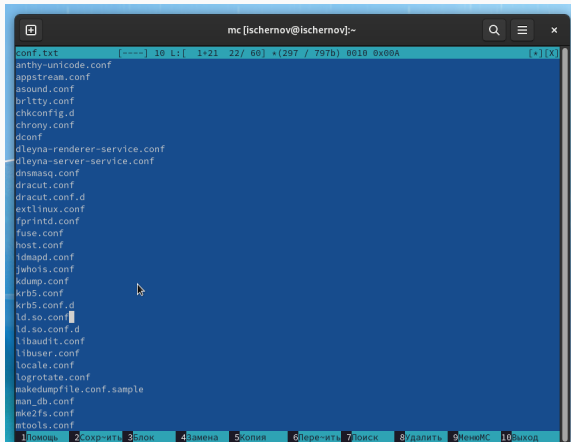 mc [ischernov@ischernov]:~
conf.txt [----] 10 L:[ 1+21 22/ 60] *(297 / 797b) 0010 0x00A [*][X]
anthy-unicode.conf
appstream.conf
asound.conf
brltty.conf
chkconfig.d
chrony.conf
dconf
dleyna-renderer-service.conf
dleyna-server-service.conf
dnsmasq.conf
dracut.conf
dracut.conf.d
extlinux.conf
fprintd.conf
fuse.conf
host.conf
idmapd.conf
jwhois.conf
kdump.conf
krb5.conf
krb5.conf.d
ld.so.conf
ld.so.conf.d
libaudit.conf
libuser.conf
locale.conf
logrotate.conf
makedumpfile.conf.sample
man_db.conf
mke2fs.conf
mtools.conf
1Помощь 2Сохр~ить 3Блок 4Замена 5Копия 6Пере~ить 7Поиск 8Удалить 9МенюMC 10Выход